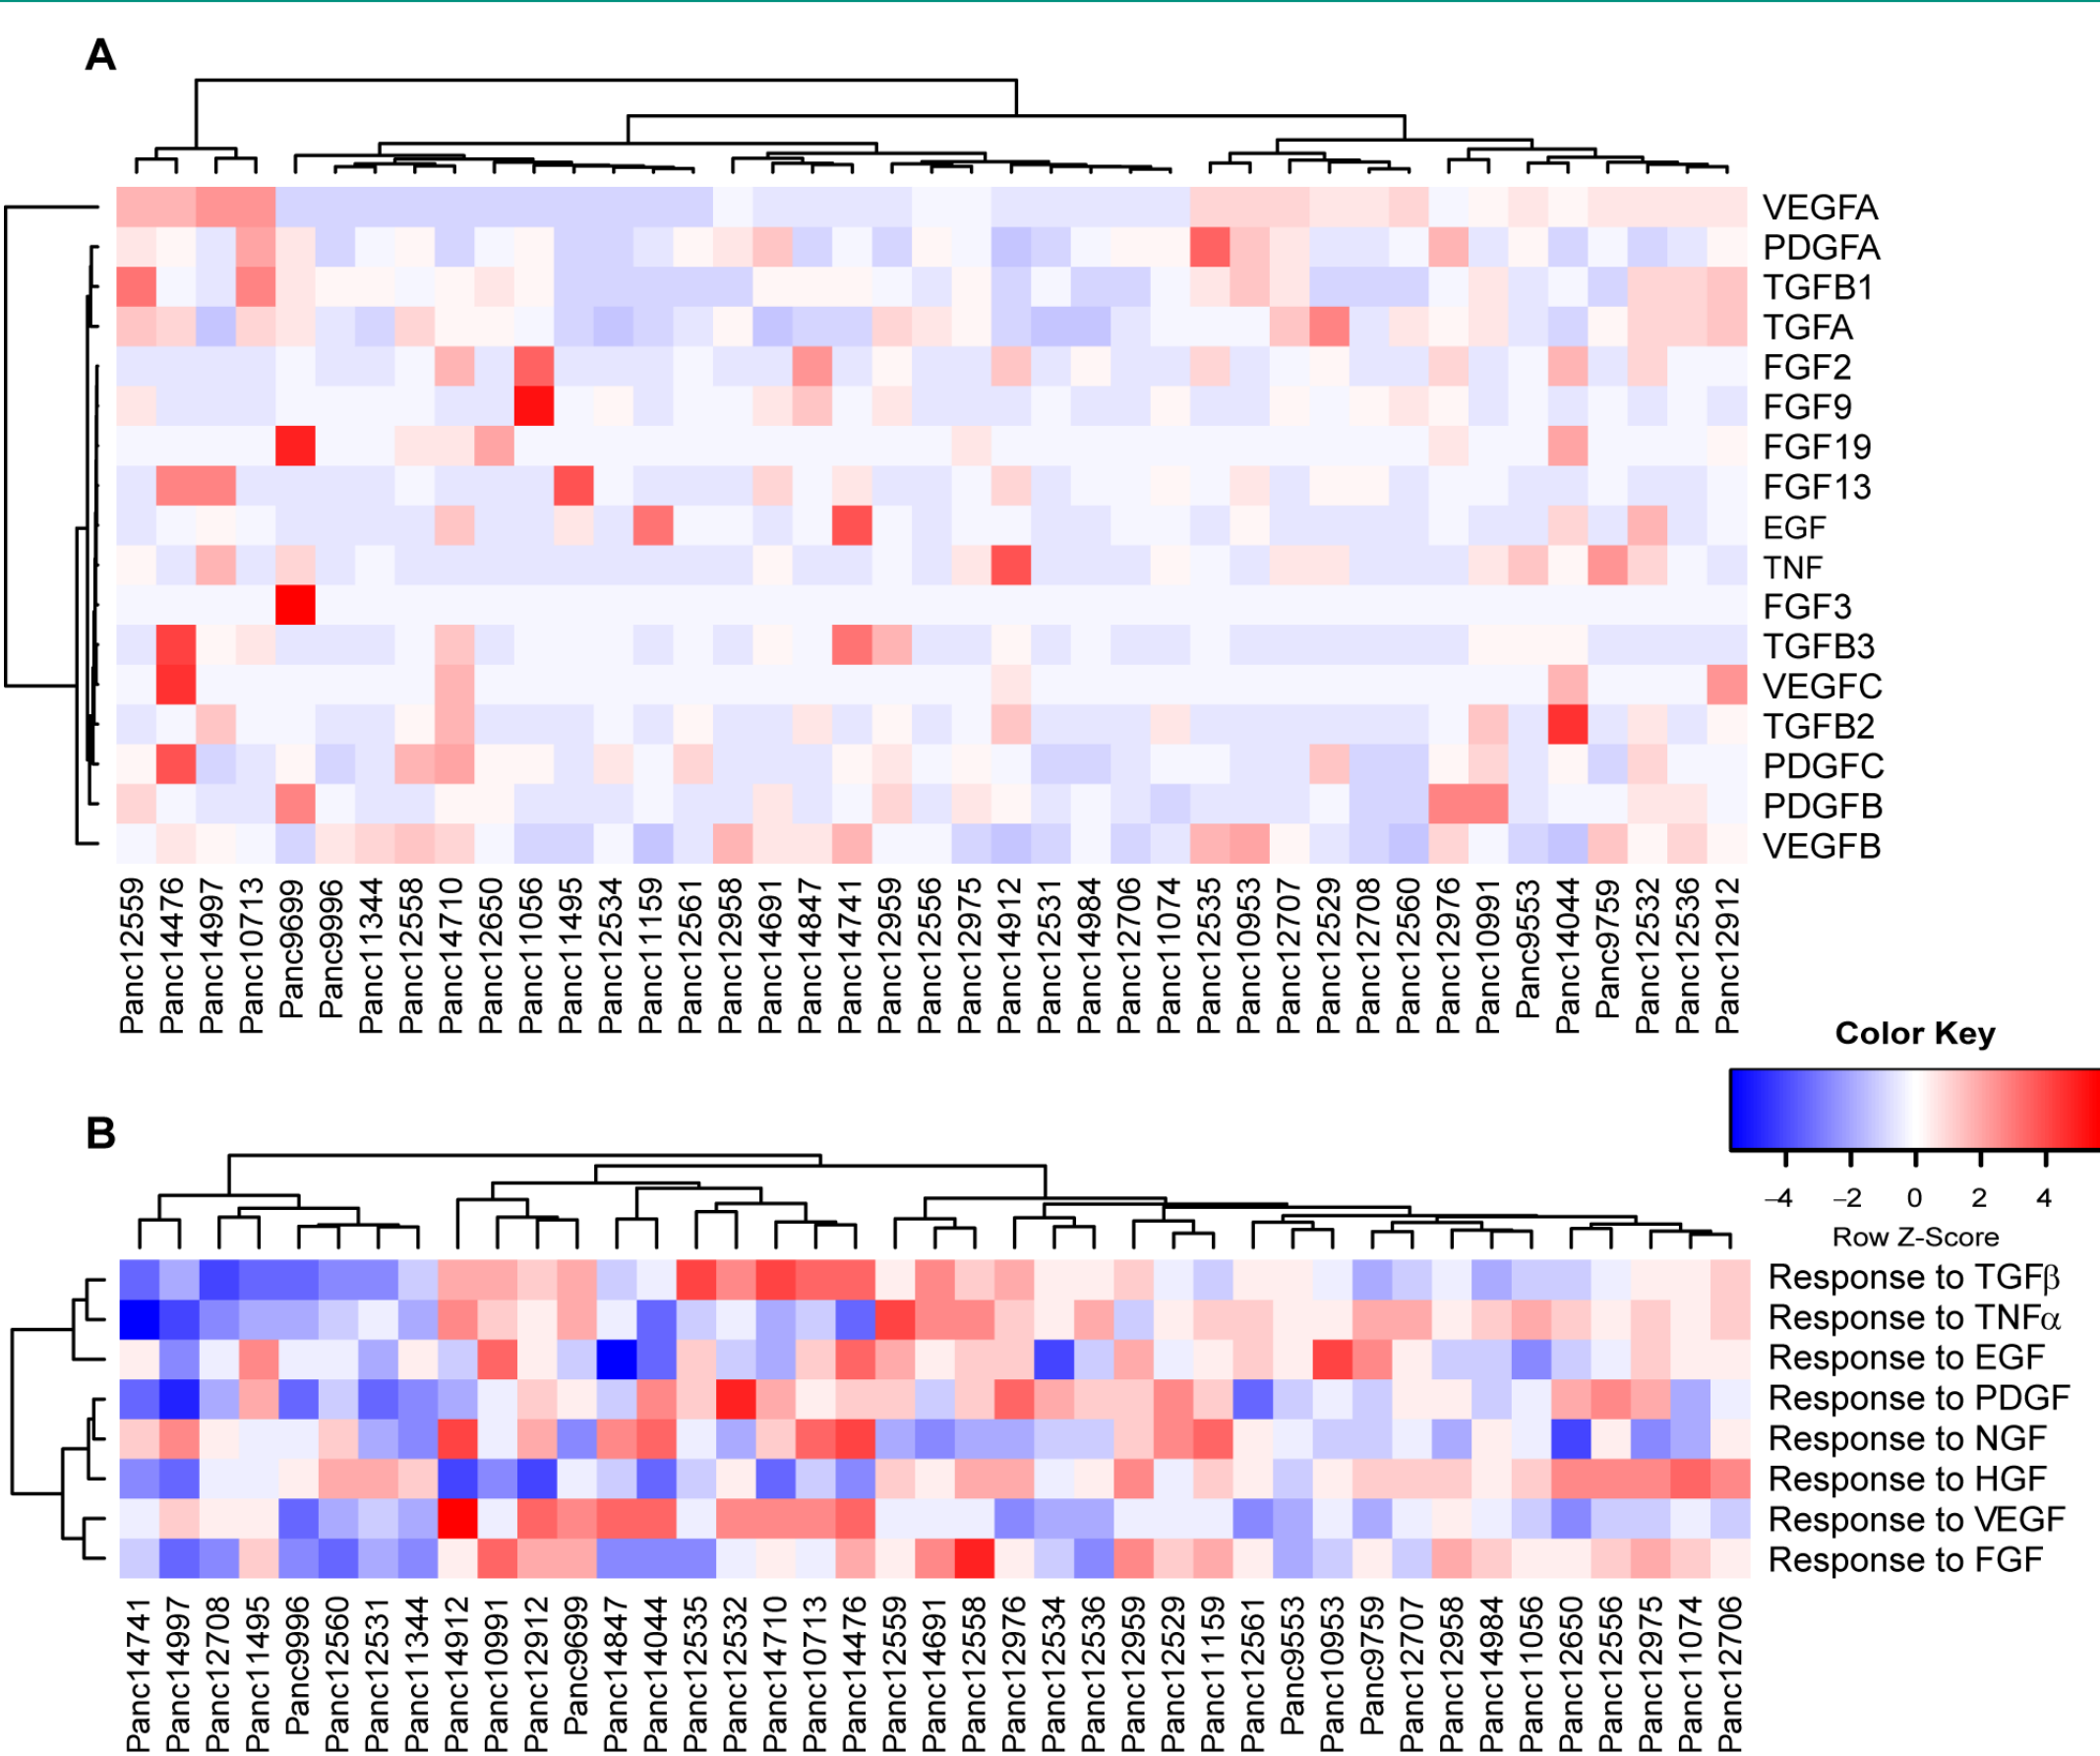 A
VEGFA
PDGFA
TGFB1
TGFA
FGF2
FGF9
FGF19
FGF13
EGF
TNF
FGF3
TGFB3
VEGFC
TGFB2
PDGFC
PDGFB
VEGFB
Panc12559
Panc14476
Panc14997
Panc10713
Panc9699
Panc9996
Panc11344
Panc12558
Panc14710
Panc12650
Panc11056
Panc11495
Panc12534
Panc11159
Panc12561
Panc12958
Panc14691
Panc14847
Panc14741
Panc12959
Panc12556
Panc12975
Panc14912
Panc12531
Panc14984
Panc12706
Panc11074
Panc12535
Panc10953
Panc12707
Panc12529
Panc12708
Panc12560
Panc12976
Panc10991
Panc9553
Panc14044
Panc9759
Panc12532
Panc12536
Panc12912
Color Key
−4 −2 0 2 4
Row Z-Score
B
Response to TGFβ
Response to TNFα
Response to EGF
Response to PDGF
Response to NGF
Response to HGF
Response to VEGF
Response to FGF
Panc14741
Panc14997
Panc12708
Panc11495
Panc9996
Panc12560
Panc12531
Panc11344
Panc14912
Panc10991
Panc12912
Panc9699
Panc14847
Panc14044
Panc12535
Panc12532
Panc14710
Panc10713
Panc14476
Panc12559
Panc14691
Panc12558
Panc12976
Panc12534
Panc12536
Panc12959
Panc12529
Panc11159
Panc12561
Panc9553
Panc10953
Panc9759
Panc12707
Panc12958
Panc14984
Panc11056
Panc12650
Panc12556
Panc12975
Panc11074
Panc12706